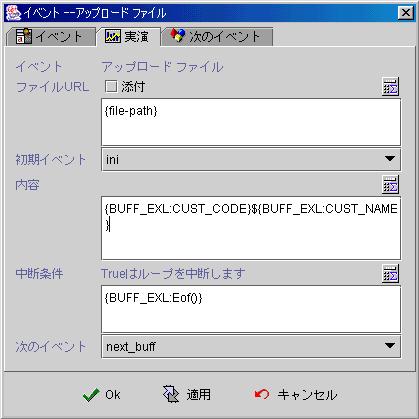 イベント --アップロード ファイル
イベント 実演 次のイベント
イベント アップロード ファイル
ファイルURL 添付
{file-path}
初期イベント ini
内容
{BUFF_EXL:CUST_CODE}${BUFF_EXL:CUST_NAME
}
中断条件 Trueはループを中断します
{BUFF_EXL:Eof()}
次のイベント next_buff
Ok 適用 キャンセル